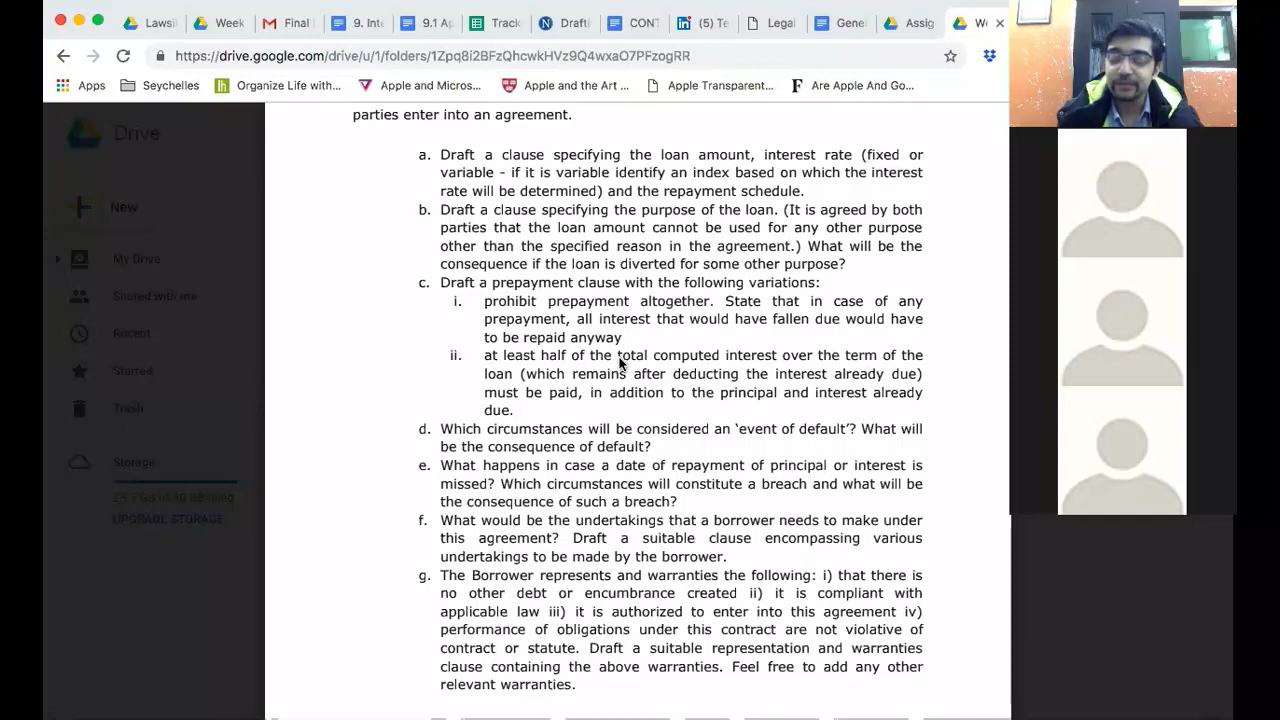 Lawsi
Week
Final
9. Inte
9.1 Ap
Track
Drafti
CONT
(5) Te
Legal
Gene
Assig
We
https://drive.google.com/drive/u/1/folders/1Zpq8i2BFzQhcwkHVz9Q4wxaO7PFzogRR
Apps
Seychelles
Organize Life with...
Apple and Micros...
Apple and the Art ...
Apple Transparent..
Are Apple And Go...
Drive
New
My Drive
Shared with me
Recent
Starred
Trash
Storage
UPGRADE STORAGE
parties enter into an agreement.
a. Draft a clause specifying the loan amount, interest rate (fixed or
variable - if it is variable identify an index based on which the interest
rate will be determined) and the repayment schedule.
b. Draft a clause specifying the purpose of the loan. (It is agreed by both
parties that the loan amount cannot be used for any other purpose
other than the specified reason in the agreement.) What will be the
consequence if the loan is diverted for some other purpose?
c. Draft a prepayment clause with the following variations:
i. prohibit prepayment altogether. State that in case of any
prepayment, all interest that would have fallen due would have
to be repaid anyway
ii. at least half of the total computed interest over the term of the
loan (which remains after deducting the interest already due)
must be paid, in addition to the principal and interest already
due.
d. Which circumstances will be considered an ‘event of default’? What will
be the consequence of default?
e. What happens in case a date of repayment of principal or interest is
missed? Which circumstances will constitute a breach and what will be
the consequence of such a breach?
f. What would be the undertakings that a borrower needs to make under
this agreement? Draft a suitable clause encompassing various
undertakings to be made by the borrower.
g. The Borrower represents and warranties the following: i) that there is
no other debt or encumbrance created ii) it is compliant with
applicable law iii) it is authorized to enter into this agreement iv)
performance of obligations under this contract are not violative of
contract or statute. Draft a suitable representation and warranties
clause containing the above warranties. Feel free to add any other
relevant warranties.